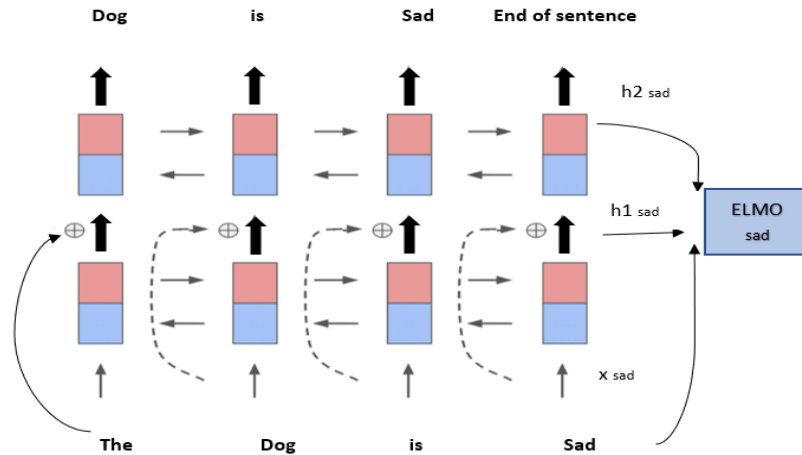 Dog is Sad End of sentence
h2 sad
h1 sad
ELMO
sad
x sad
The Dog is Sad